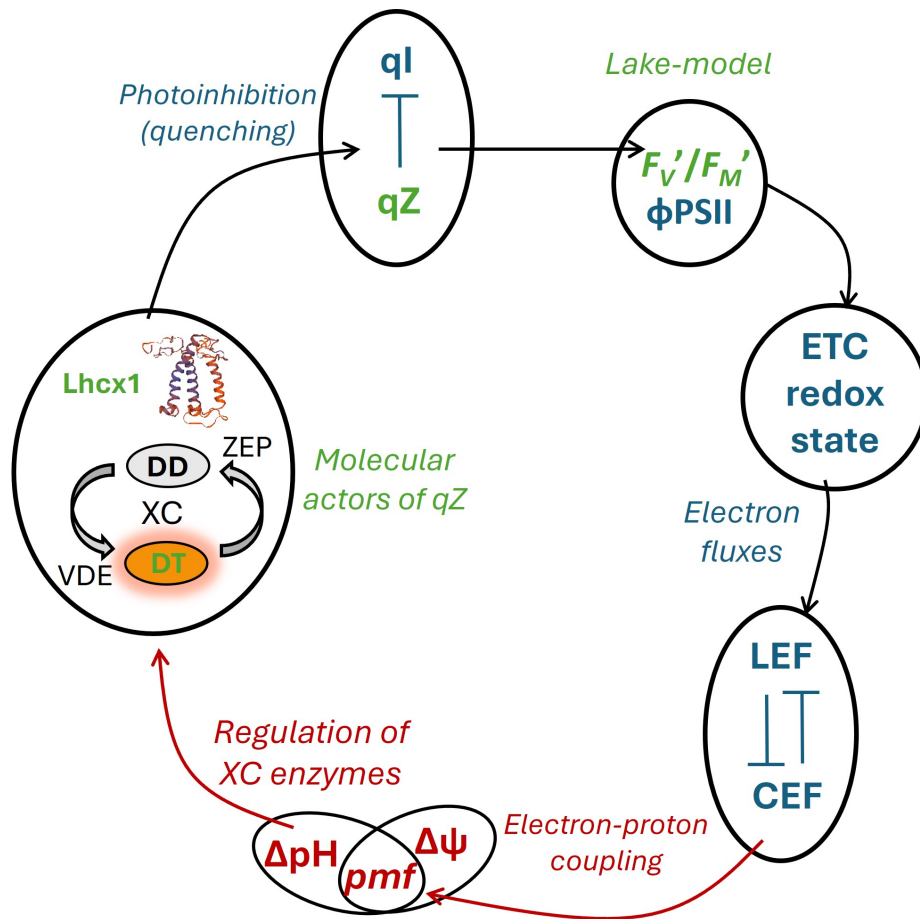 qI
Photoinhibition
(quenching)
qZ
Lake-model
FV'/FM'
ϕPSII
ETC
redox
state
Electron
fluxes
LEF
CEF
Electron-proton
coupling
ΔpH
Δψ
pmf
Regulation of
XC enzymes
Lhcx1
DD
ZEP
XC
VDE
DT
Molecular
actors of qZ